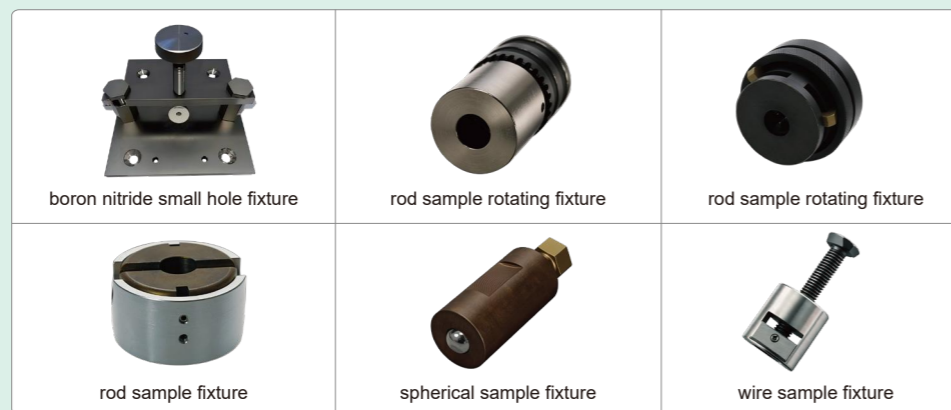 boron nitride small hole fixture
rod sample rotating fixture
rod sample rotating fixture
rod sample fixture
spherical sample fixture
wire sample fixture